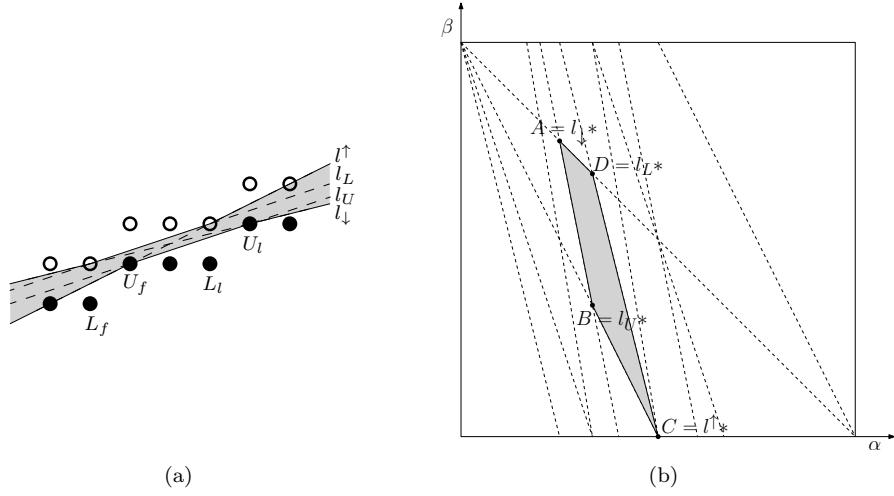 l↑
l_L
l_U
l↓
U_l
U_f
L_l
L_f
(a)
β
A = l↓*
D = l_L*
B = l_U*
C = l↑*
α
(b)